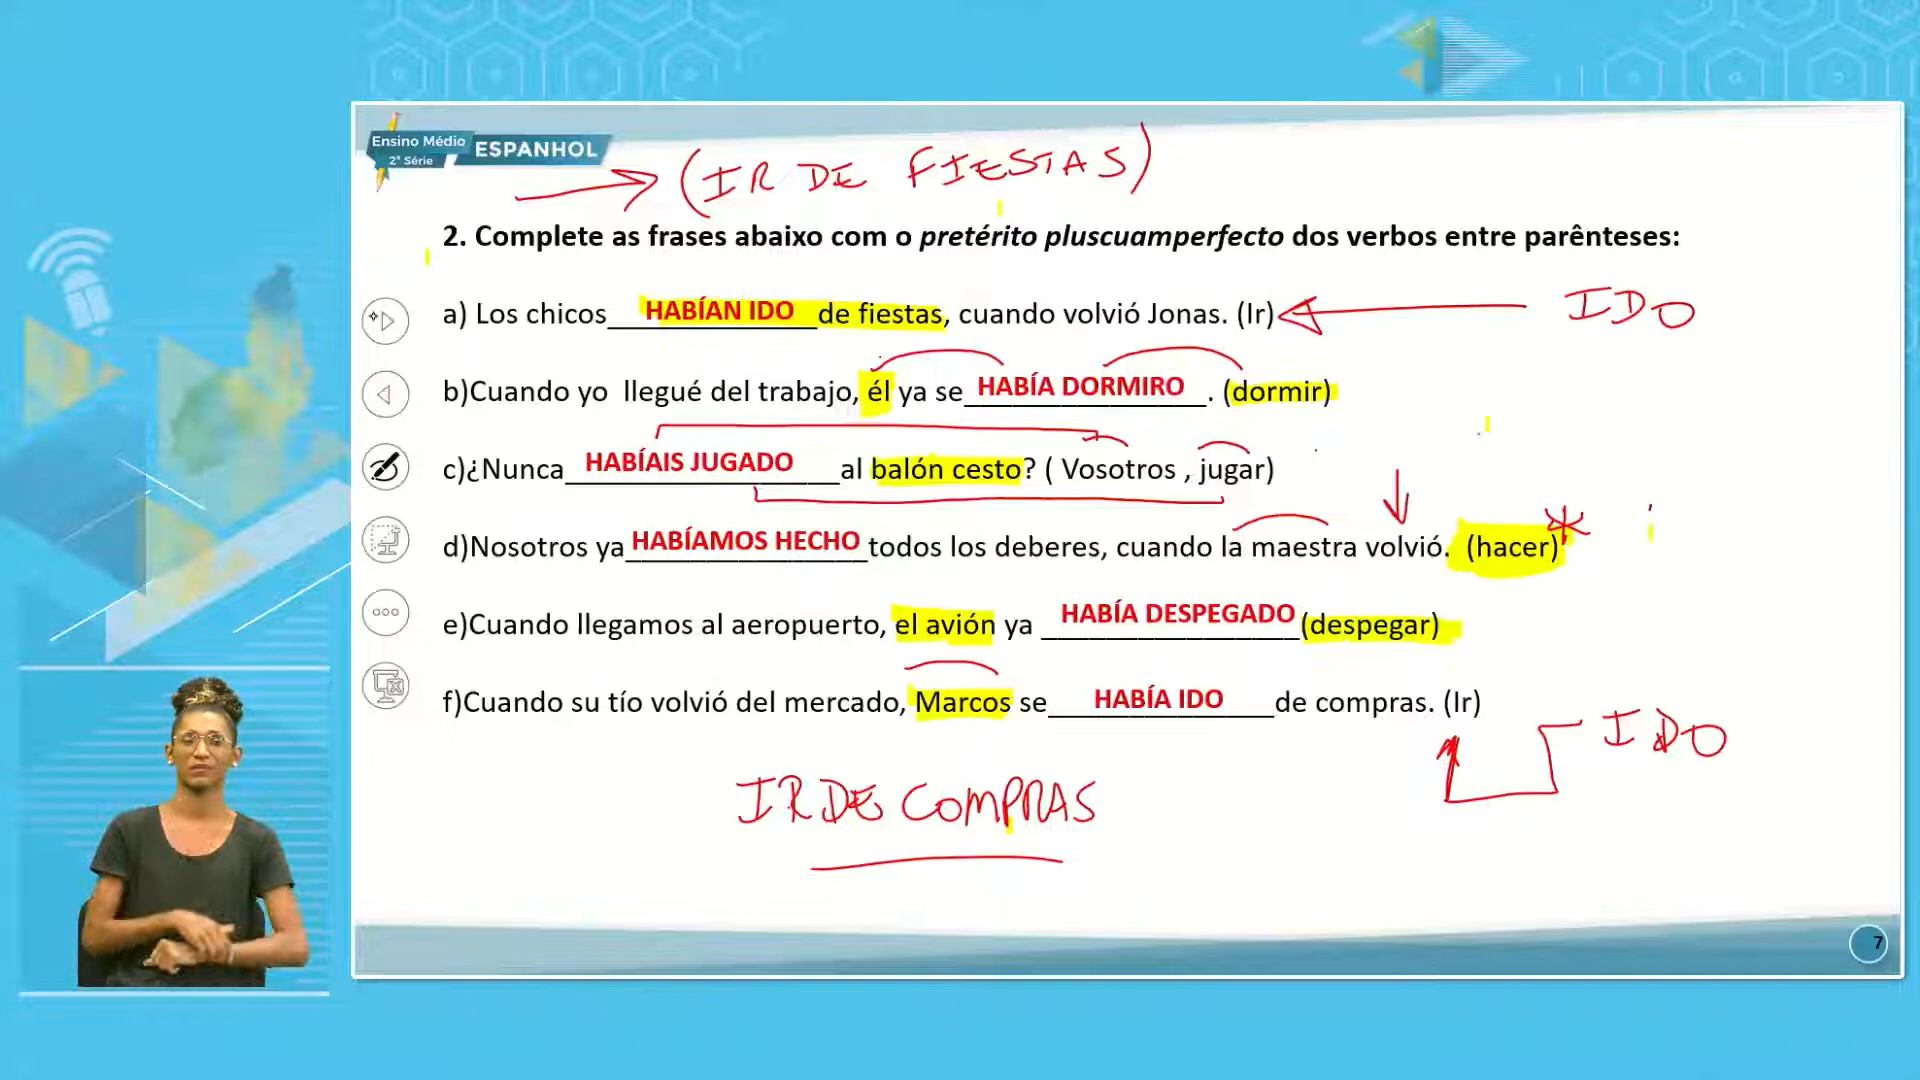 Ensino Médio
2ª Série
ESPANHOL
(IR DE FIESTAS)
2. Complete as frases abaixo com o pretérito pluscuamperfecto dos verbos entre parênteses:
a) Los chicos HABÍAN IDO de fiestas, cuando volvió Jonas. (Ir) IDO
b)Cuando yo llegué del trabajo, él ya se HABÍA DORMIRO. (dormir)
c)¿Nunca HABÍAIS JUGADO al balón cesto? ( Vosotros , jugar)
d)Nosotros ya HABÍAMOS HECHO todos los deberes, cuando la maestra volvió. (hacer)*
e)Cuando llegamos al aeropuerto, el avión ya HABÍA DESPEGADO (despegar)
f)Cuando su tío volvió del mercado, Marcos se HABÍA IDO de compras. (Ir)
IDO
IR DE COMPRAS
7